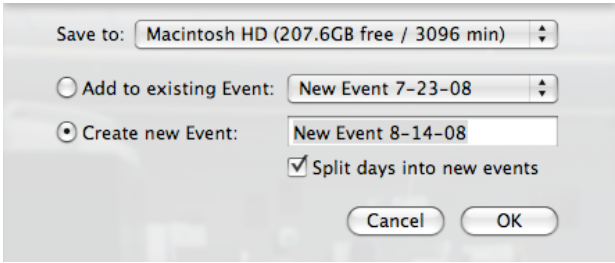 Save to: Macintosh HD (207.6GB free / 3096 min)
Add to existing Event: New Event 7-23-08
Create new Event: New Event 8-14-08
Split days into new events
Cancel OK